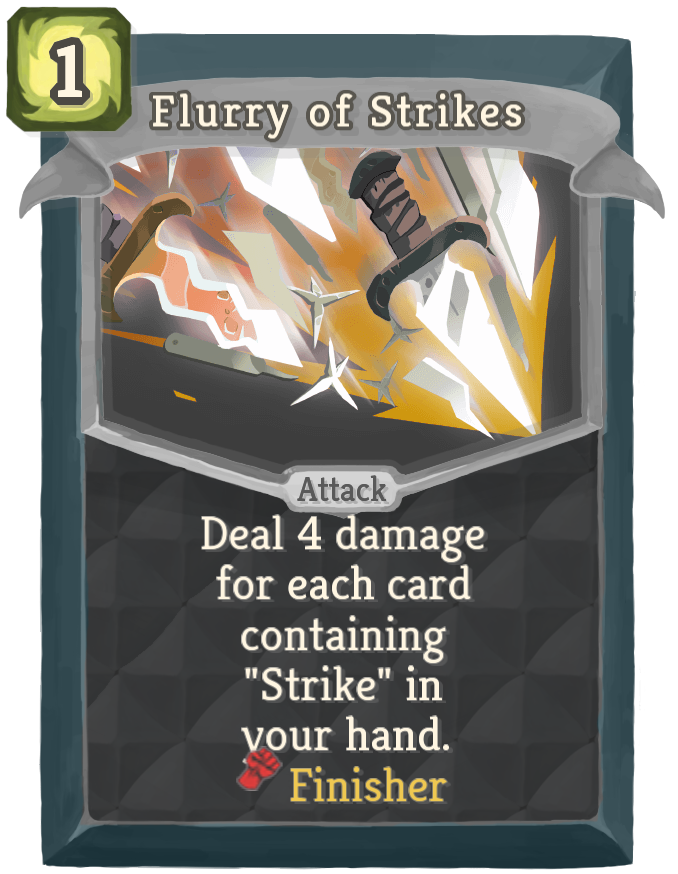 1
Flurry of Strikes
Attack
Deal 4 damage
for each card
containing
"Strike" in
your hand.
Finisher